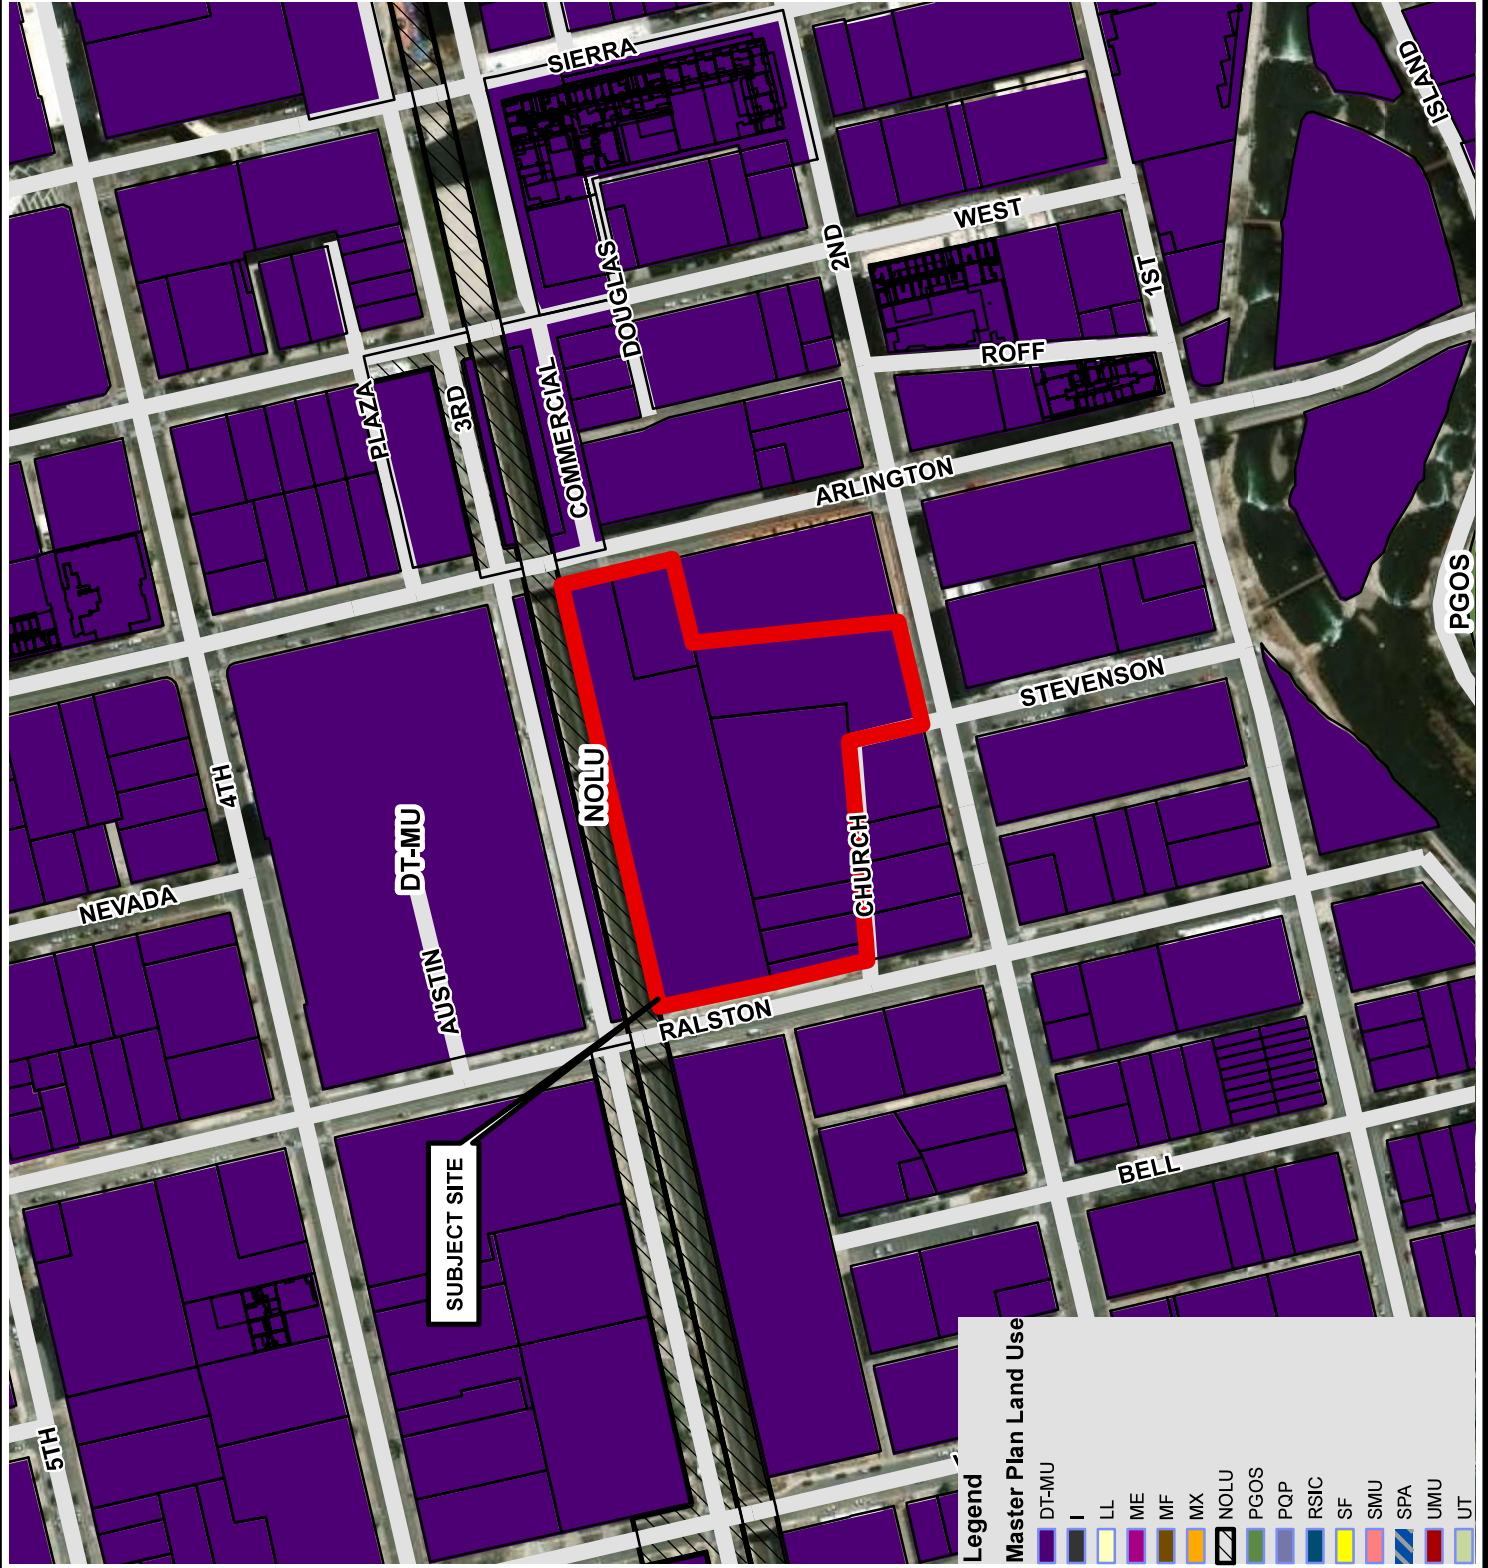 SIERRA
ISLAND
WEST
2ND
1ST
DOUGLAS
ROFF
PLAZA
3RD
COMMERCIAL
ARLINGTON
PGOS
STEVENSON
4TH
NOLU
DT-MU
CHURCH
NEVADA
AUSTIN
RALSTON
SUBJECT SITE
BELL
5TH
Legend
Master Plan Land Use
DT-MU
I
LL
ME
MF
MX
NOLU
PGOS
PQP
RSIC
SF
SMU
SPA
UMU
UT